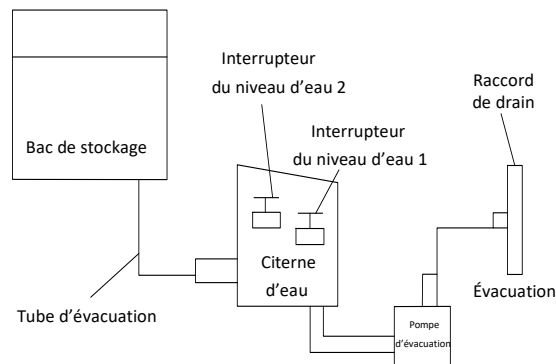 Interrupteur
du niveau d'eau 2
Raccord
de drain
Interrupteur
du niveau d'eau 1
Bac de stockage
Citerne
d'eau
Tube d'évacuation
Évacuation
Pompe
d'évacuation